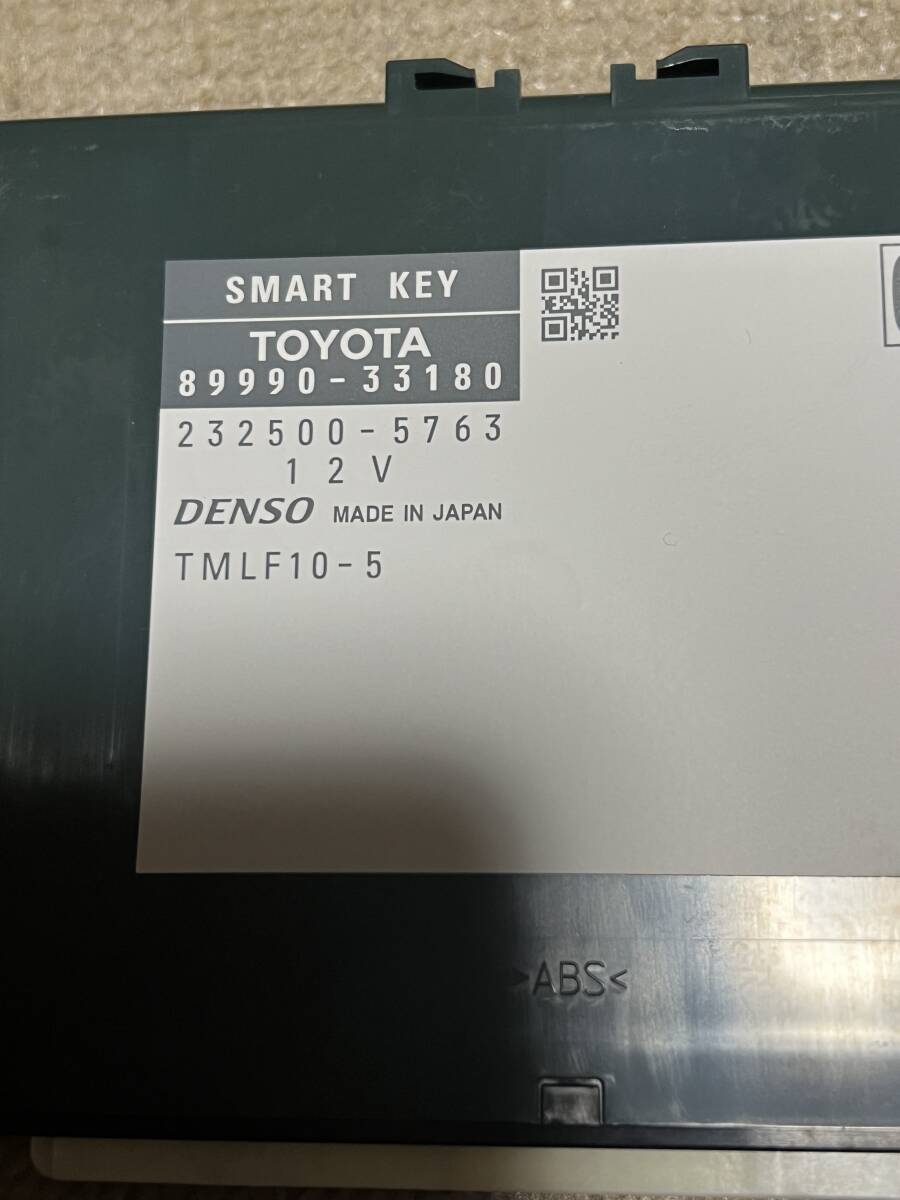 SMART KEY
TOYOTA
89990-33180
232500-5763
12V
DENSO MADE IN JAPAN
TMLF10-5
>ABS<